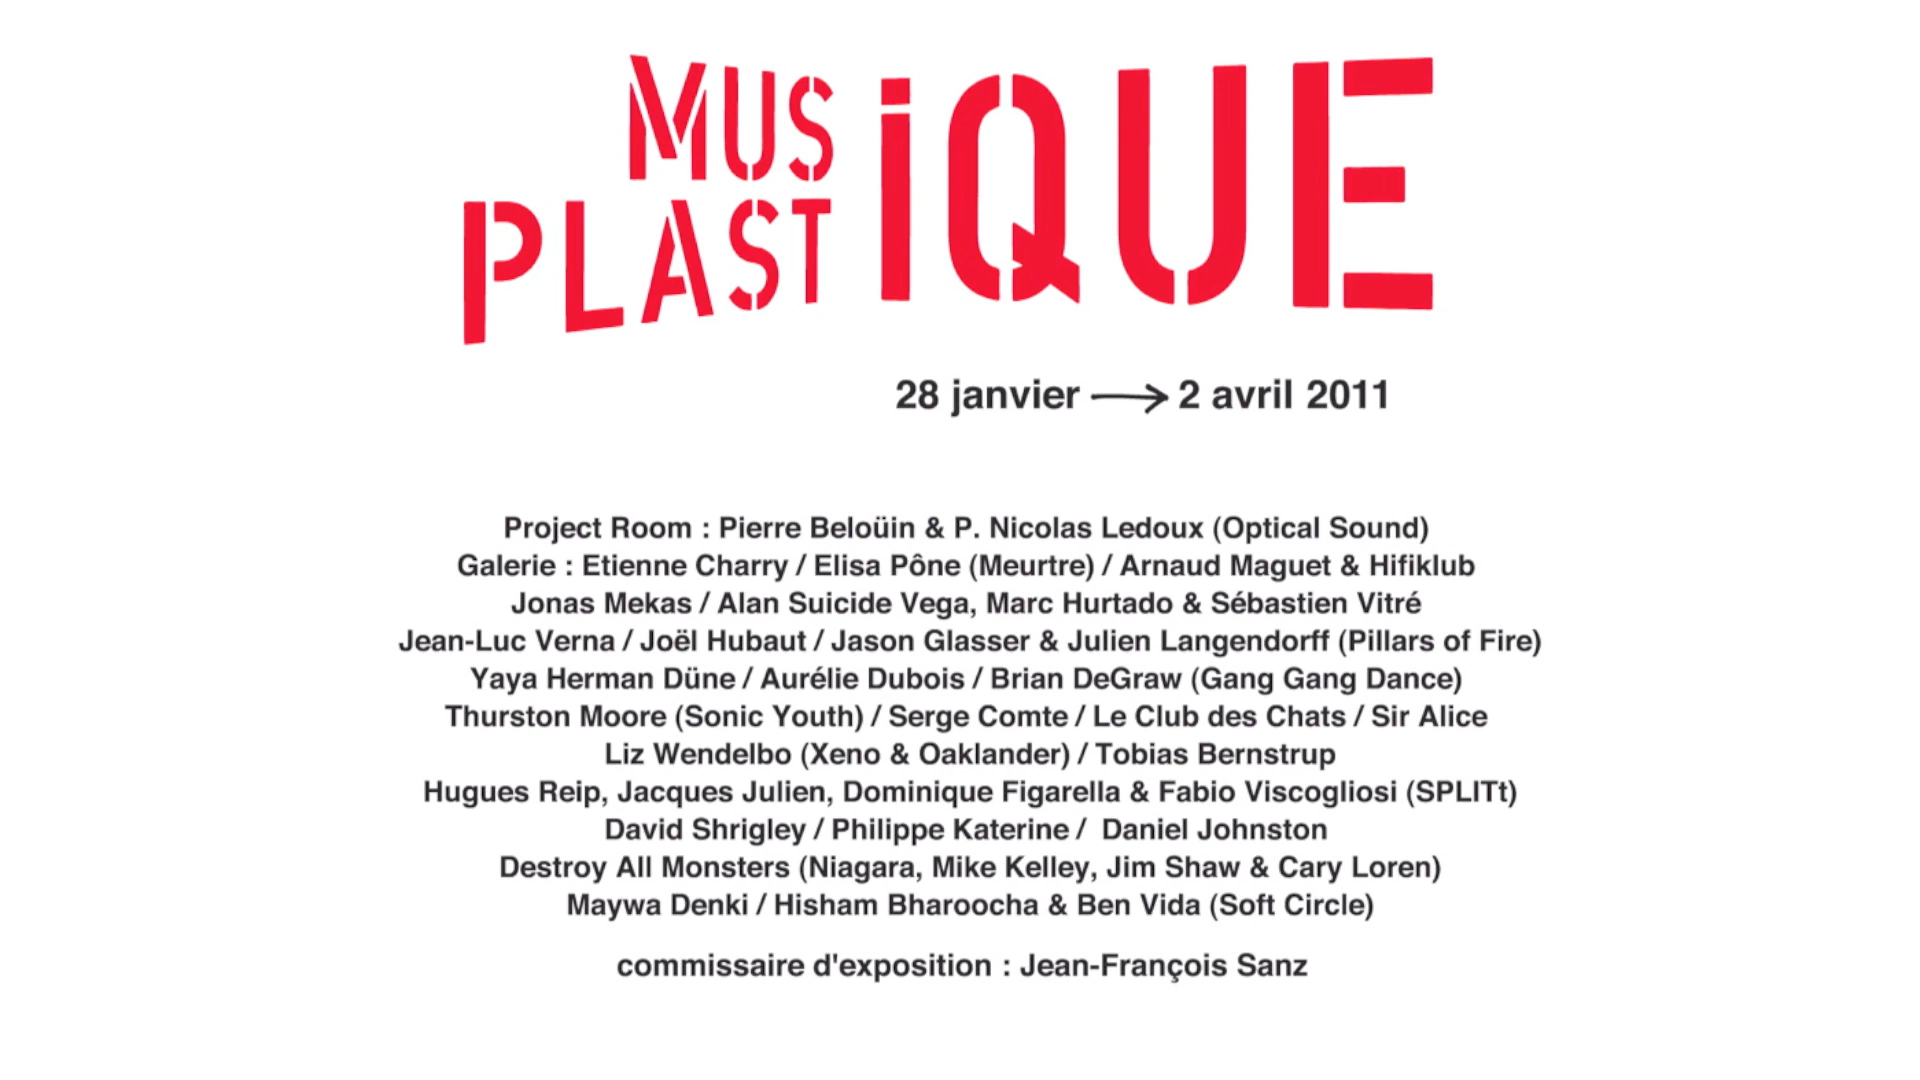 MUSiQUE
PLASTiQUE
28 janvier → 2 avril 2011
Project Room : Pierre Beloüin & P. Nicolas Ledoux (Optical Sound)
Galerie : Etienne Charry / Elisa Pône (Meurtre) / Arnaud Maguet & Hifiklub
Jonas Mekas / Alan Suicide Vega, Marc Hurtado & Sébastien Vitré
Jean-Luc Verna / Joël Hubaut / Jason Glasser & Julien Langendorff (Pillars of Fire)
Yaya Herman Düne / Aurélie Dubois / Brian DeGraw (Gang Gang Dance)
Thurston Moore (Sonic Youth) / Serge Comte / Le Club des Chats / Sir Alice
Liz Wendelbo (Xeno & Oaklander) / Tobias Bernstrup
Hugues Reip, Jacques Julien, Dominique Figarella & Fabio Viscogliosi (SPLITt)
David Shrigley / Philippe Katerine / Daniel Johnston
Destroy All Monsters (Niagara, Mike Kelley, Jim Shaw & Cary Loren)
Maywa Denki / Hisham Bharoocha & Ben Vida (Soft Circle)
commissaire d'exposition : Jean-François Sanz